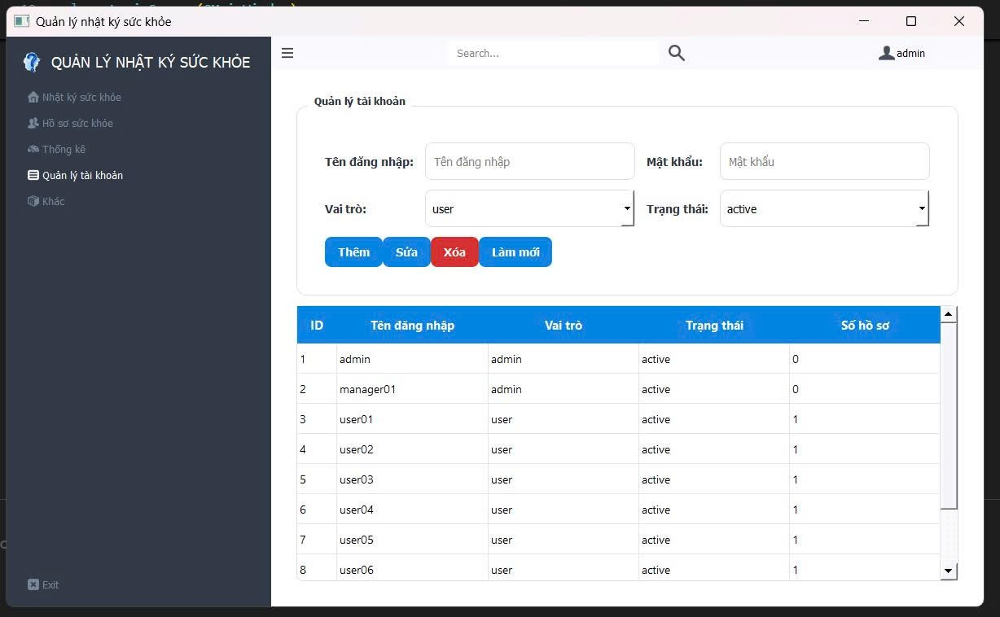 Quản lý nhật ký sức khỏe
QUẢN LÝ NHẬT KÝ SỨC KHỎE
Search...
admin
Nhật ký sức khỏe
Hồ sơ sức khỏe
Thống kê
Quản lý tài khoản
Khác
Exit
Quản lý tài khoản
Tên đăng nhập: Tên đăng nhập Mật khẩu: Mật khẩu
Vai trò: user Trạng thái: active
Thêm Sửa Xóa Làm mới
ID Tên đăng nhập Vai trò Trạng thái Số hồ sơ
1 admin admin active 0
2 manager01 admin active 0
3 user01 user active 1
4 user02 user active 1
5 user03 user active 1
6 user04 user active 1
7 user05 user active 1
8 user06 user active 1